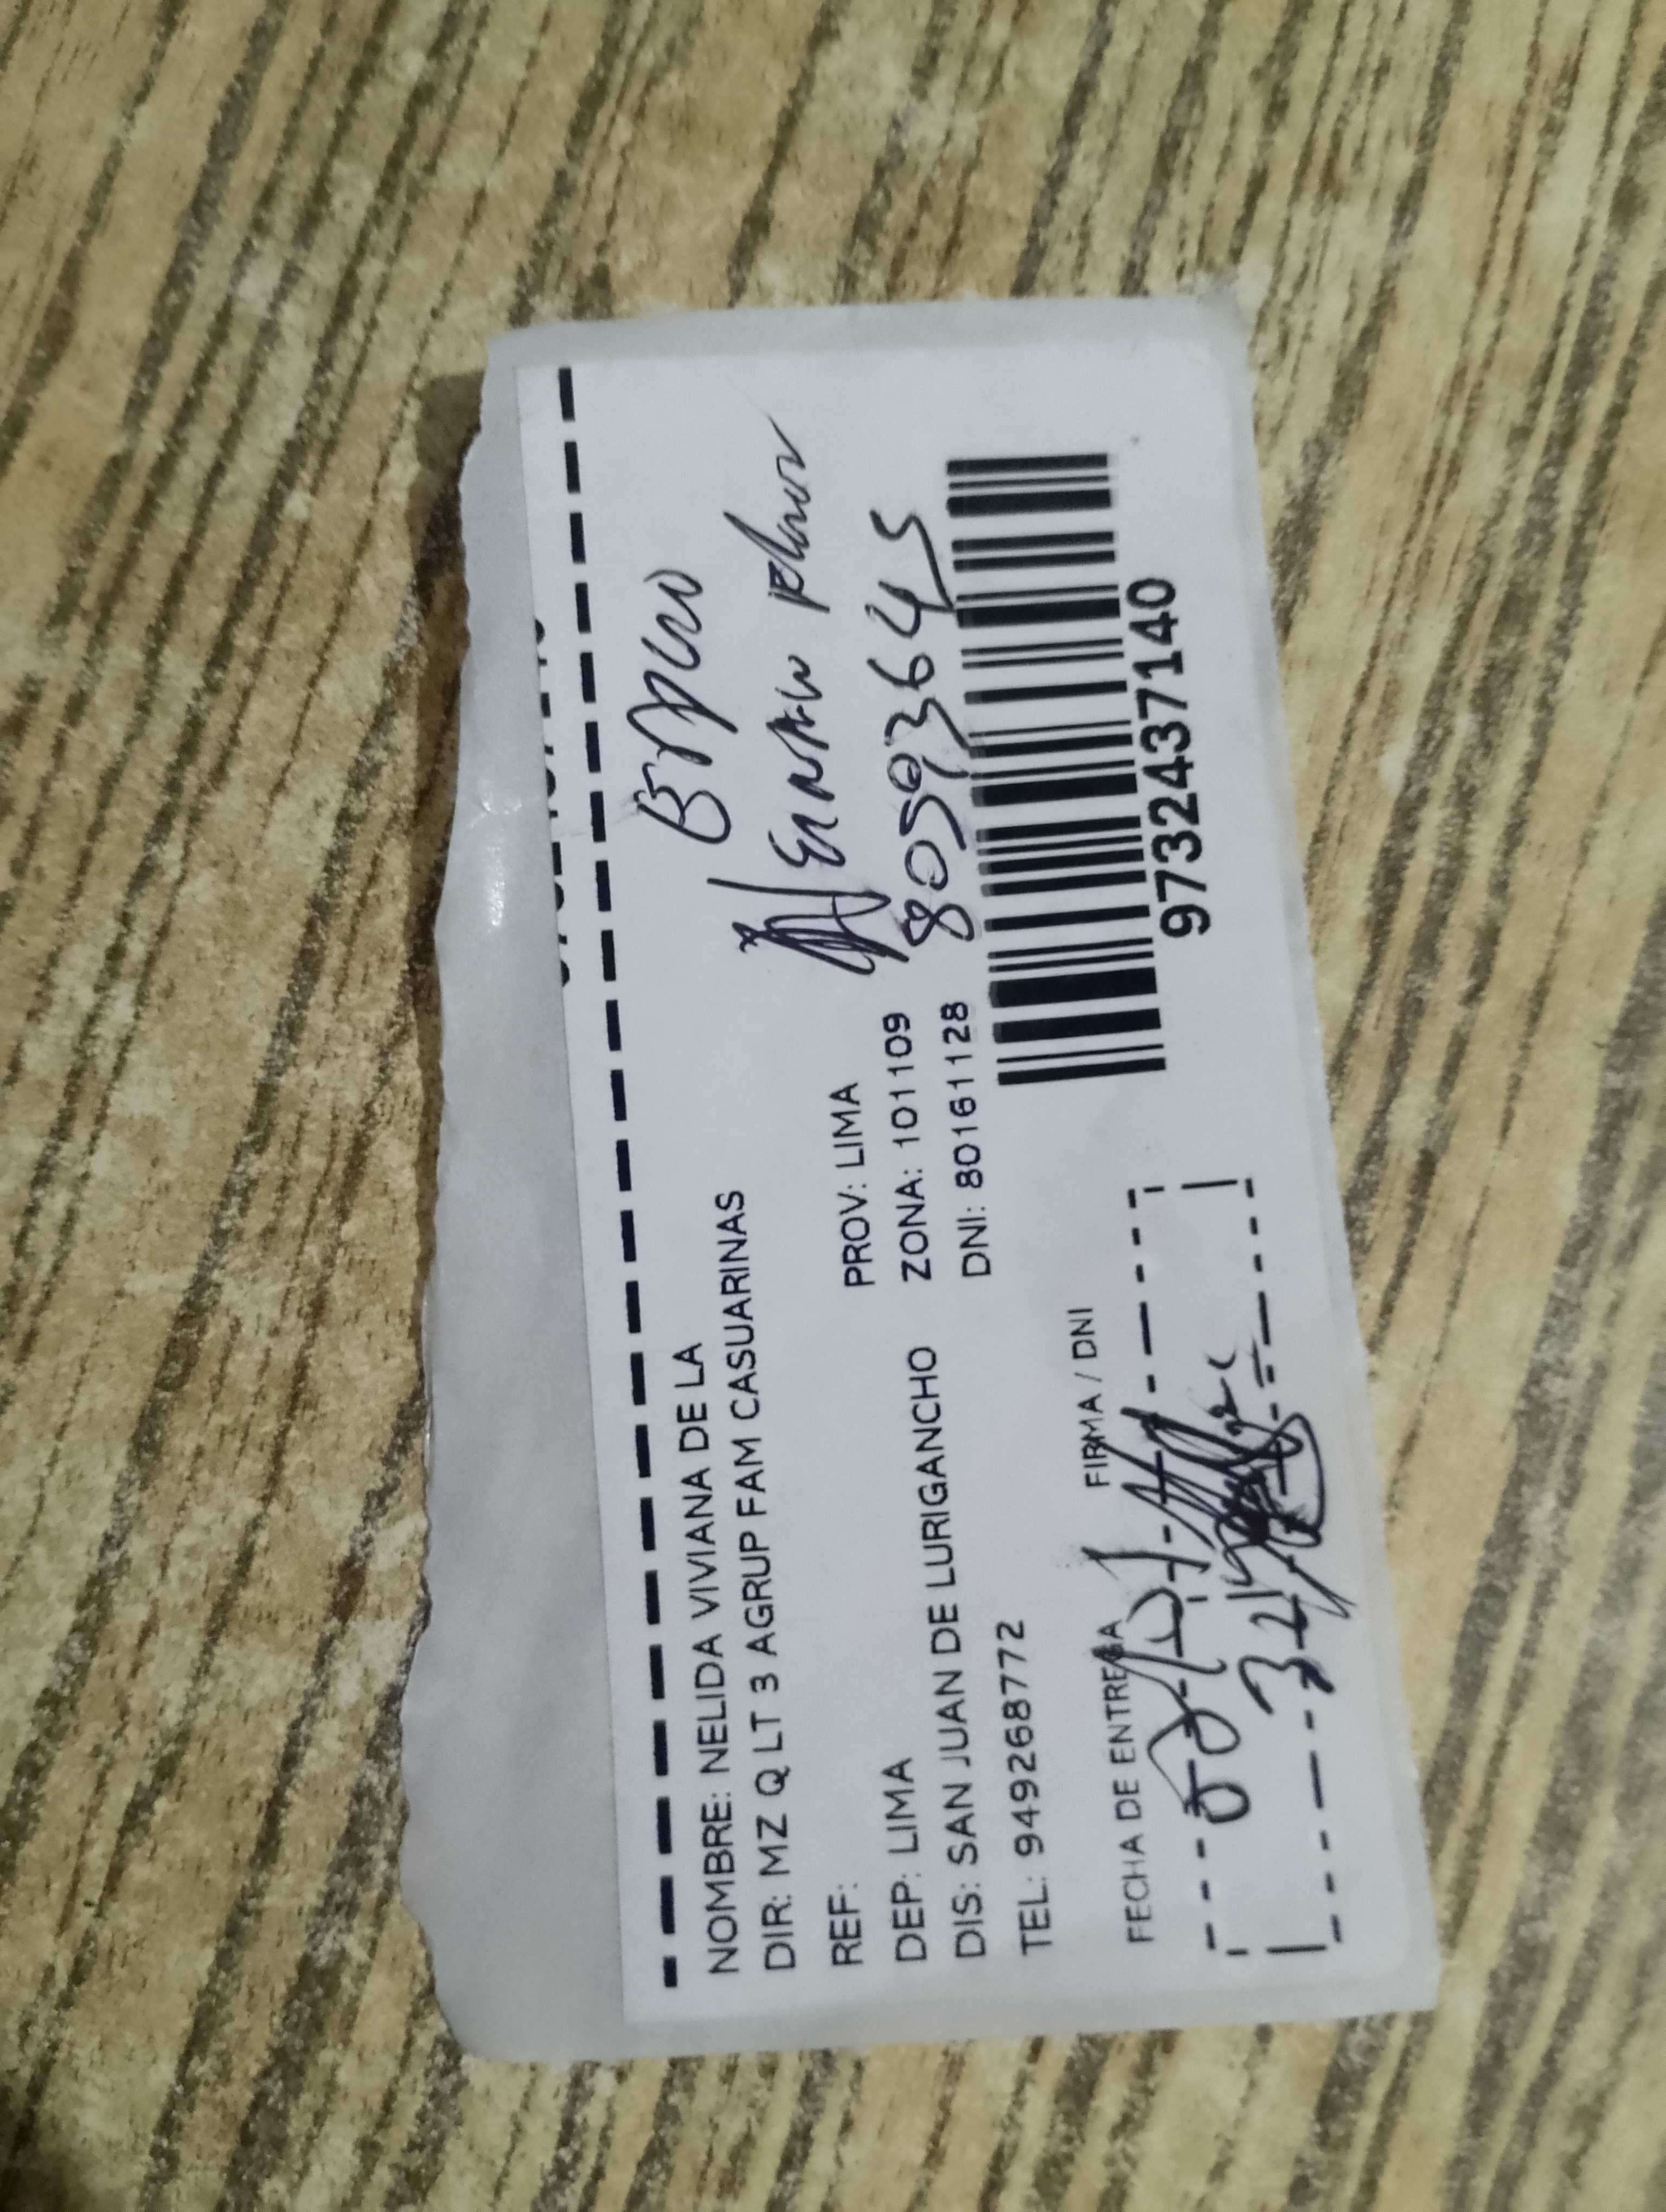 NOMBRE: NELIDA VIVIANA DE LA
DIR: MZ Q LT 3 AGRUP FAM CASUARINAS
REF:
PROV: LIMA
DEP: LIMA
ZONA: 101109
DIS: SAN JUAN DE LURIGANCHO
DNI: 80161128
TEL: 949268772
80593645
9732437140
FECHA DE ENTREGA
FIRMA / DNI